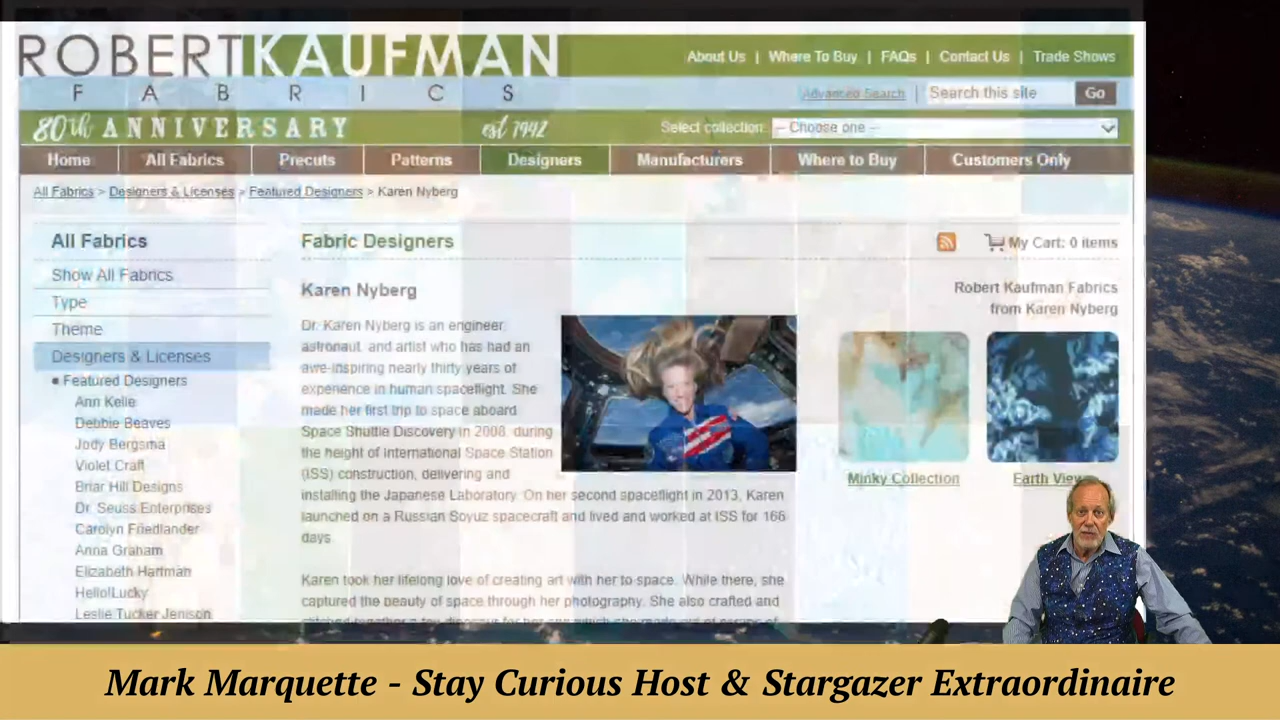 ROBERTKAUFMAN
FABRICS
80th ANNIVERSARY est 1942
About Us | Where To Buy | FAQs | Contact Us | Trade Shows
Advanced Search | Search this site Go
Select collection: -- Choose one --
Home All Fabrics Precuts Patterns Designers Manufacturers Where to Buy Customers Only
All Fabrics > Designers & Licenses > Featured Designers > Karen Nyberg
All Fabrics
Show All Fabrics
Type
Theme
Designers & Licenses
Featured Designers
Ann Kelle
Debbie Beaves
Jody Bergsma
Violet Craft
Briar Hill Designs
Dr. Seuss Enterprises
Carolyn Friedlander
Anna Graham
Elizabeth Hartman
Hello!Lucky
Leslie Tucker Jenison
Fabric Designers
My Cart: 0 items
Karen Nyberg
Dr. Karen Nyberg is an engineer,
astronaut, and artist who has had an
awe-inspiring nearly thirty years of
experience in human spaceflight. She
made her first trip to space aboard
Space Shuttle Discovery in 2008, during
the height of International Space Station
(ISS) construction, delivering and
installing the Japanese Laboratory. On her second spaceflight in 2013, Karen
launched on a Russian Soyuz spacecraft and lived and worked at ISS for 166
days.
Karen took her lifelong love of creating art with her to space. While there, she
captured the beauty of space through her photography. She also crafted and
Robert Kaufman Fabrics
from Karen Nyberg
Minky Collection
Earth Views
Mark Marquette - Stay Curious Host & Stargazer Extraordinaire